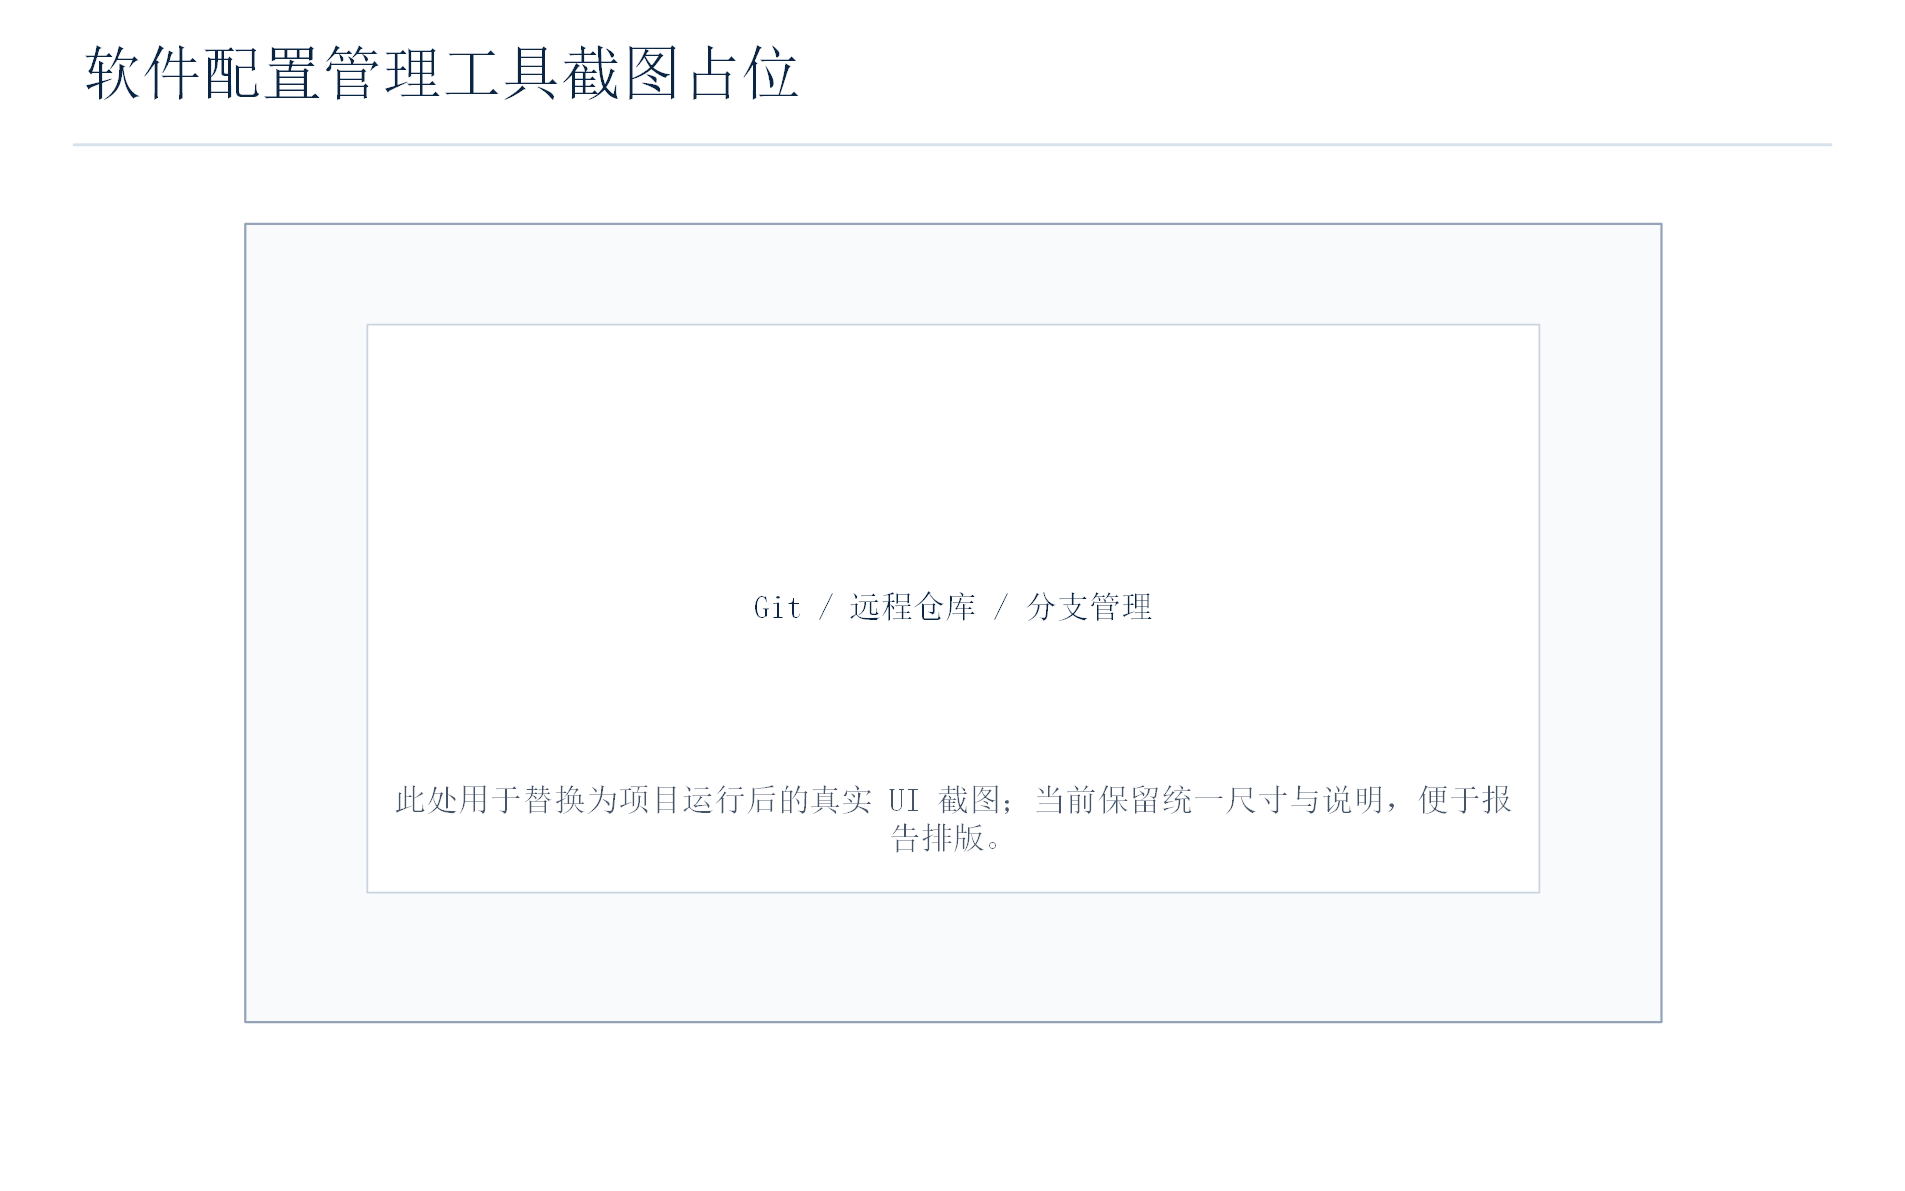 软件配置管理工具截图占位
Git / 远程仓库 / 分支管理
此处用于替换为项目运行后的真实 UI 截图；当前保留统一尺寸与说明，便于报
告排版。